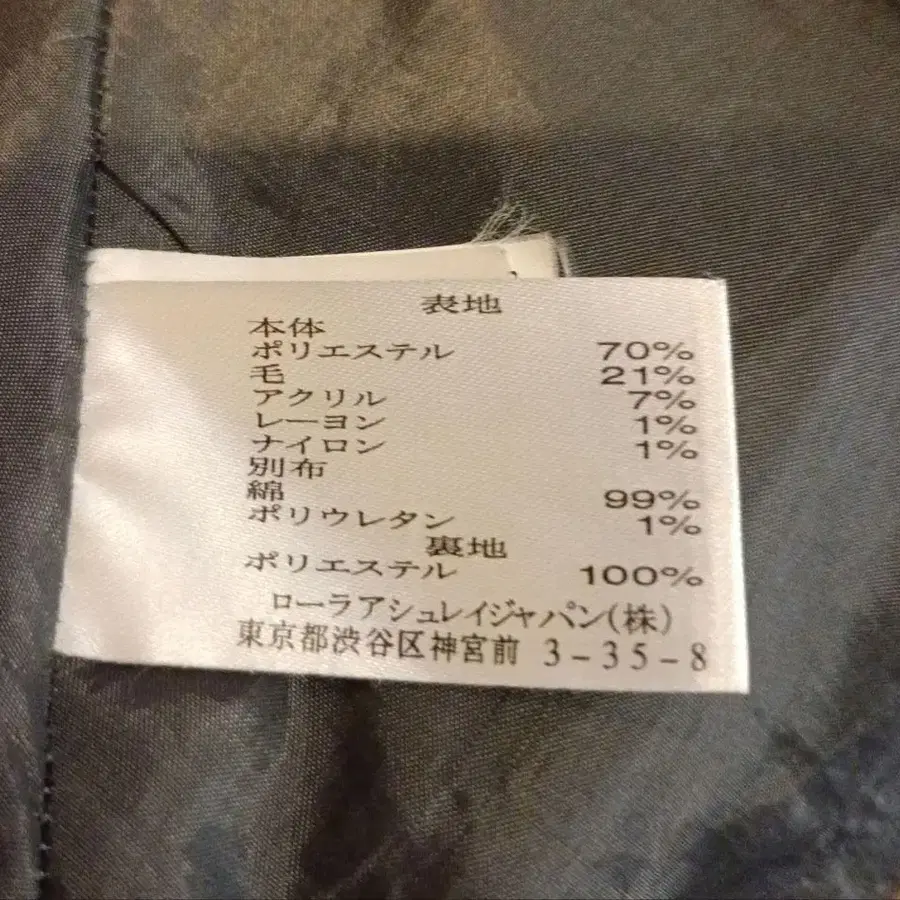 表地
本体
ポリエステル 70%
毛 21%
アクリル 7%
レーヨン 1%
ナイロン 1%
別布
綿 99%
ポリウレタン 1%
裏地
ポリエステル 100%
ローラアシュレイジャパン(株)
東京都渋谷区神宮前 3-35-8